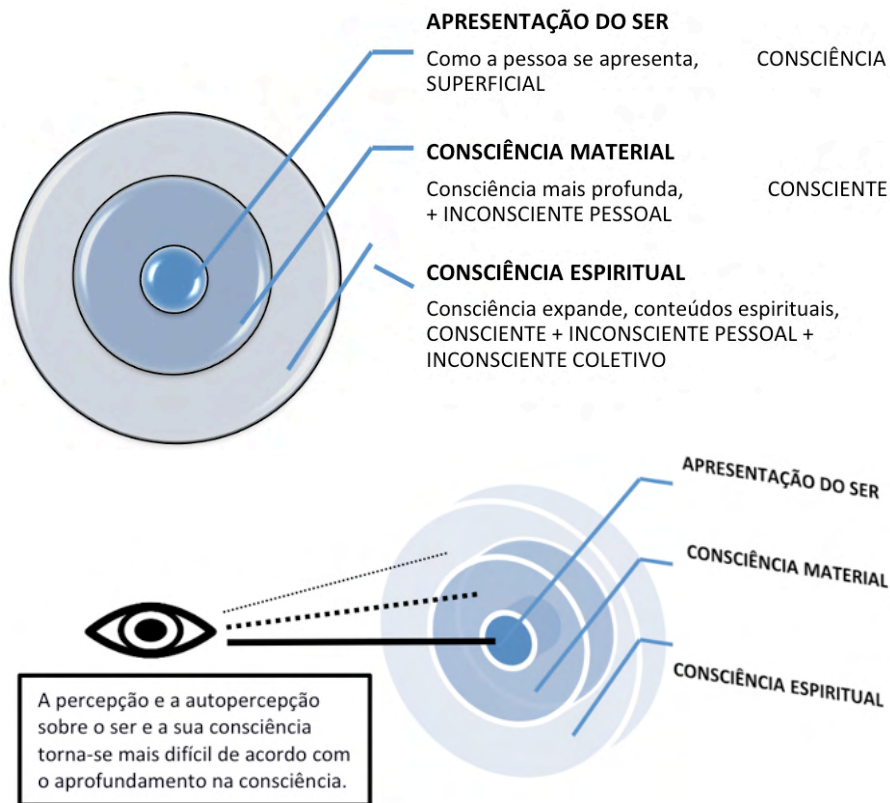 APRESENTAÇÃO DO SER
Como a pessoa se apresenta, CONSCIÊNCIA
SUPERFICIAL
CONSCIÊNCIA MATERIAL
Consciência mais profunda, CONSCIENTE
+ INCONSCIENTE PESSOAL
CONSCIÊNCIA ESPIRITUAL
Consciência expande, conteúdos espirituais,
CONSCIENTE + INCONSCIENTE PESSOAL +
INCONSCIENTE COLETIVO
APRESENTAÇÃO DO SER
CONSCIÊNCIA MATERIAL
CONSCIÊNCIA ESPIRITUAL
A percepção e a autopercepção
sobre o ser e a sua consciência
torna-se mais difícil de acordo com
o aprofundamento na consciência.